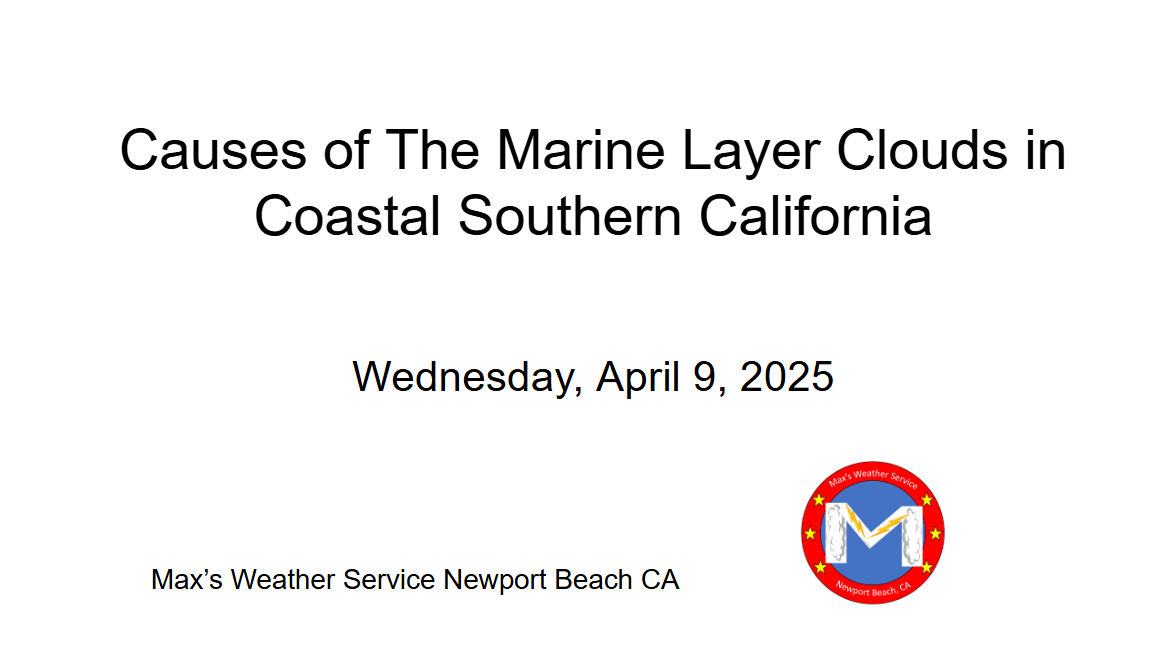 Causes of The Marine Layer Clouds in
Coastal Southern California
Wednesday, April 9, 2025
Max's Weather Service
M
Newport Beach, CA
Max’s Weather Service Newport Beach CA